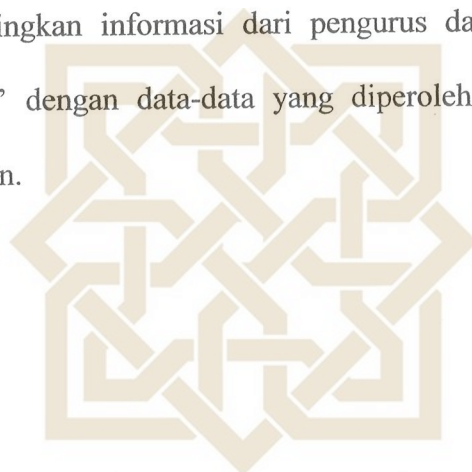 ingkan informasi dari pengurus da
" dengan data-data yang diperoleh
n.